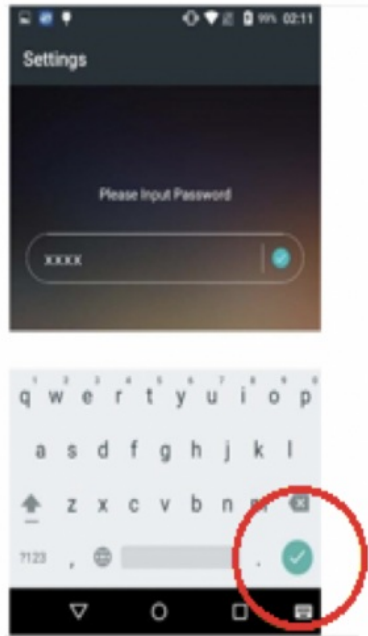 99% 02:11
Settings
Please Input Password
xxxx
q w e r t y u i o p
a s d f g h j k l
z x c v b n m
?123 , .